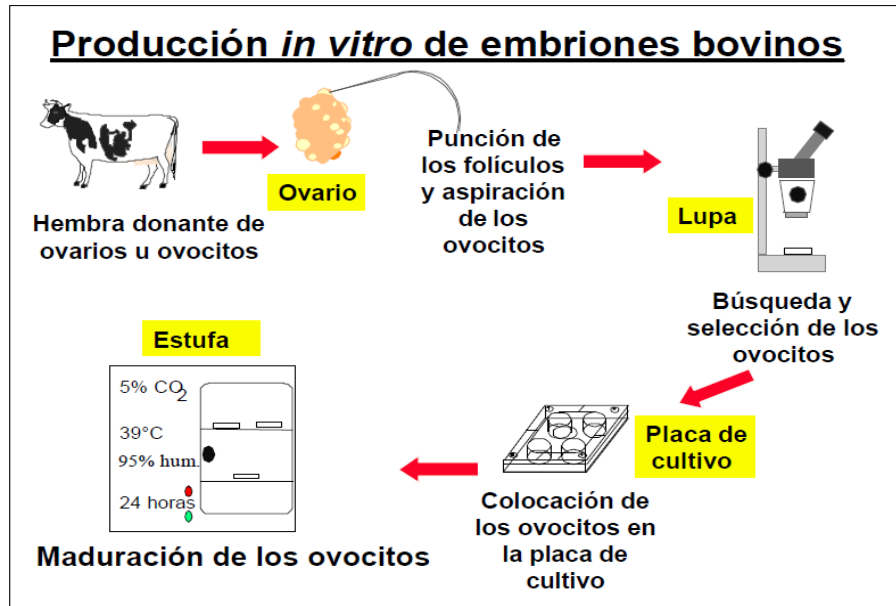 Producción in vitro de embriones bovinos
Hembra donante de
ovarios u ovocitos
Ovario
Punción de
los folículos
y aspiración
de los
ovocitos
Lupa
Búsqueda y
selección de los
ovocitos
Placa de
cultivo
Colocación de
los ovocitos en
la placa de
cultivo
Estufa
5% CO2
39°C
95% hum.
24 horas
Maduración de los ovocitos